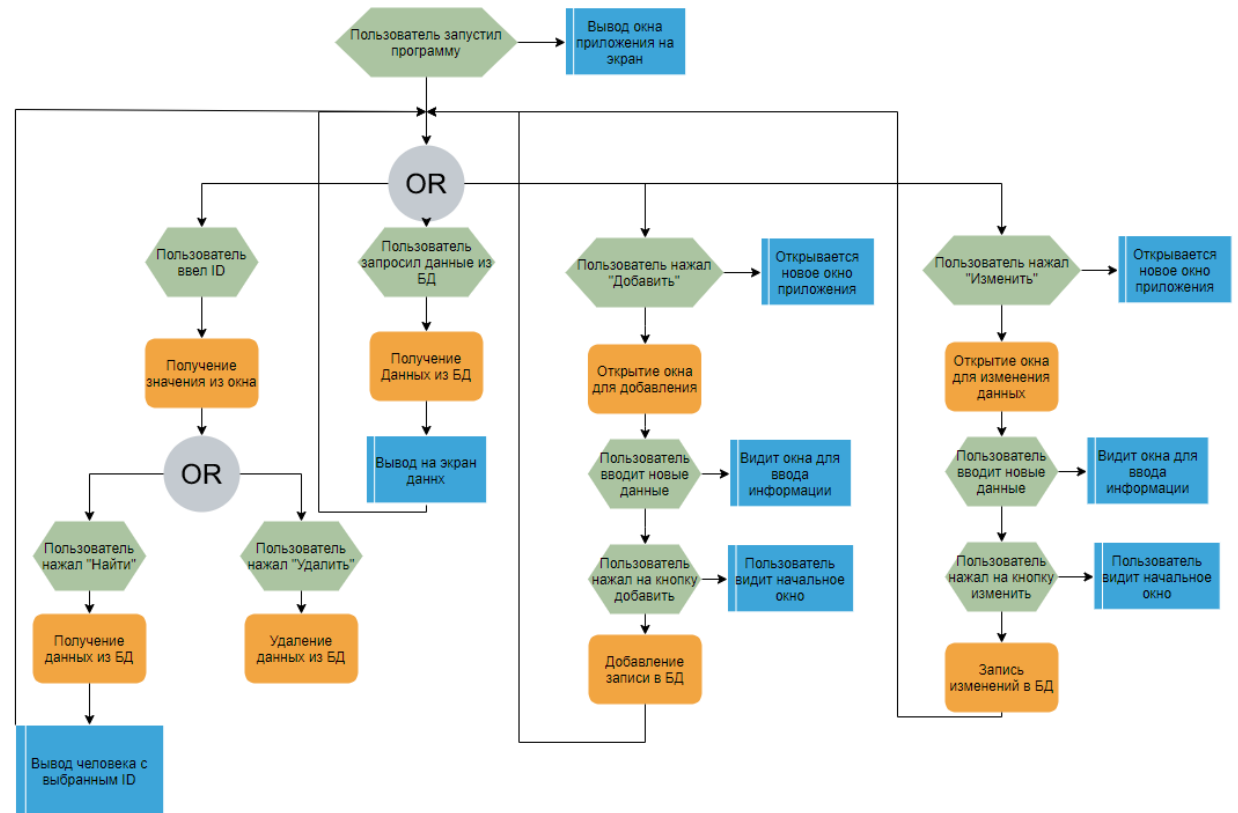 Пользователь запустил
программу
Вывод окна
приложения на
экран
OR
Пользователь
ввел ID
Пользователь
запросил данные из
БД
Пользователь нажал
"Добавить"
Открывается
новое окно
приложения
Пользователь нажал
"Изменить"
Открывается
новое окно
приложения
Получение
значения из окна
Получение
Данных из БД
Открытие окна
для добавления
Открытие окна
для изменения
данных
OR
Вывод на экран
даннх
Пользователь
вводит новые
данные
Видит окна для
ввода
информации
Пользователь
вводит новые
данные
Видит окна для
ввода
информации
Пользователь
нажал "Найти"
Пользователь
нажал "Удалить"
Пользователь
нажал на кнопку
добавить
Пользователь
видит начальное
окно
Пользователь
нажал на кнопку
изменить
Пользователь
видит начальное
окно
Получение
данных из БД
Удаление
данных из БД
Добавление
записи в БД
Запись
изменений в БД
Вывод человека с
выбранным ID